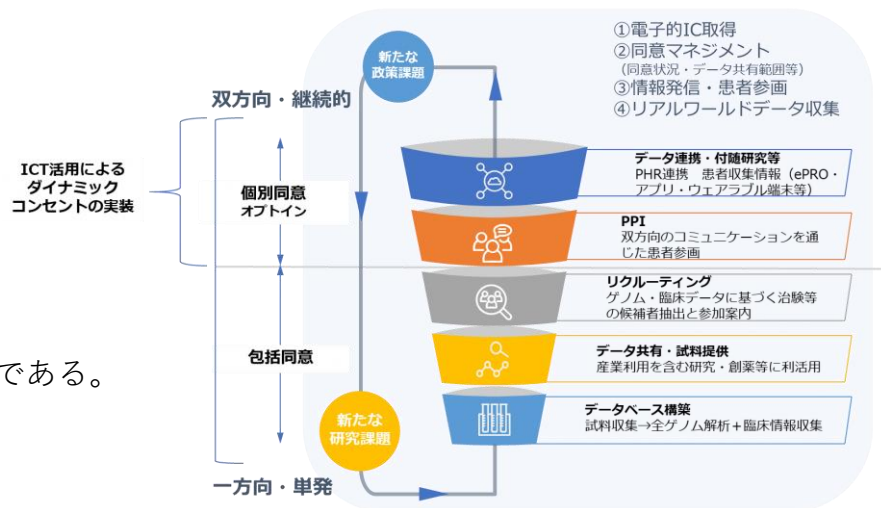 ①電子的IC取得
②同意マネジメント
(同意状況・データ共有範囲等)
③情報発信・患者参画
④リアルワールドデータ収集
新たな
政策課題
双方向・継続的
ICT活用による
ダイナミック
コンセントの実装
個別同意
オプトイン
データ連携・付随研究等
PHR連携 患者収集情報（ePRO・
アプリ・ウェアラブル端末等）
PPI
双方向のコミュニケーションを通
じた患者参画
リクルーティング
ゲノム・臨床データに基づく治験等
の候補者抽出と参加案内
包括同意
である。
データ共有・試料提供
産業利用を含む研究・創薬等に利活用
データベース構築
試料収集→全ゲノム解析＋臨床情報収集
新たな
研究課題
一方向・単発